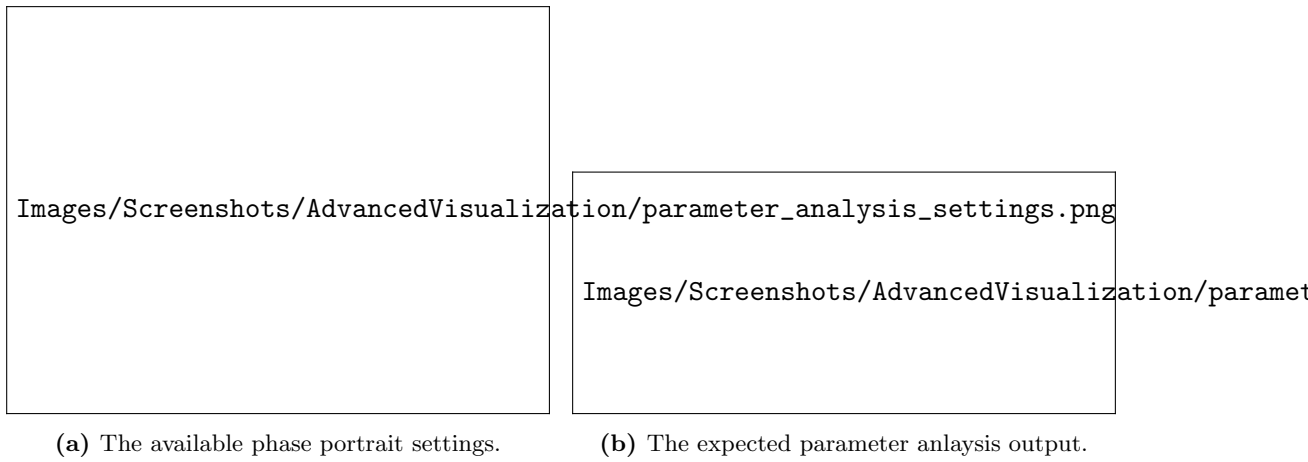 Images/Screenshots/AdvancedVisualization/parameter_analysis_settings.png
Images/Screenshots/AdvancedVisualization/paramet
(a) The available phase portrait settings.
(b) The expected parameter anlaysis output.